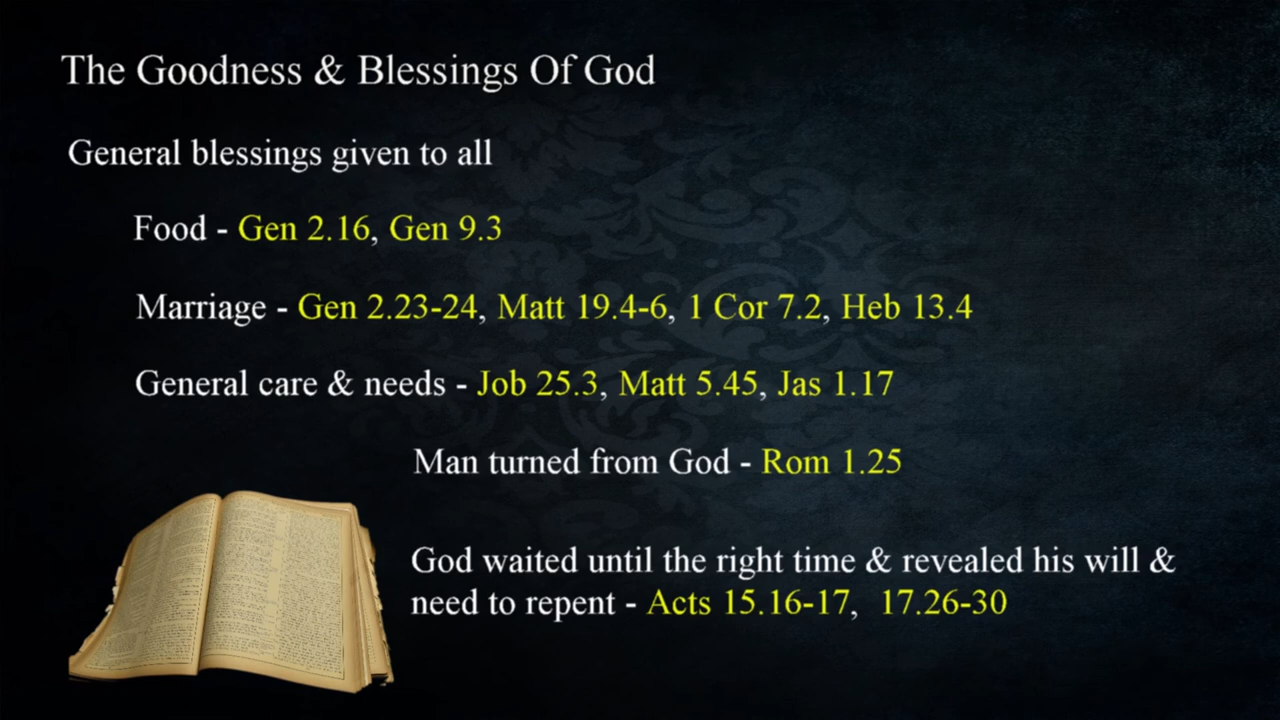 The Goodness & Blessings Of God
General blessings given to all
Food - Gen 2.16, Gen 9.3
Marriage - Gen 2.23-24, Matt 19.4-6, 1 Cor 7.2, Heb 13.4
General care & needs - Job 25.3, Matt 5.45, Jas 1.17
Man turned from God - Rom 1.25
God waited until the right time & revealed his will &
need to repent - Acts 15.16-17,  17.26-30